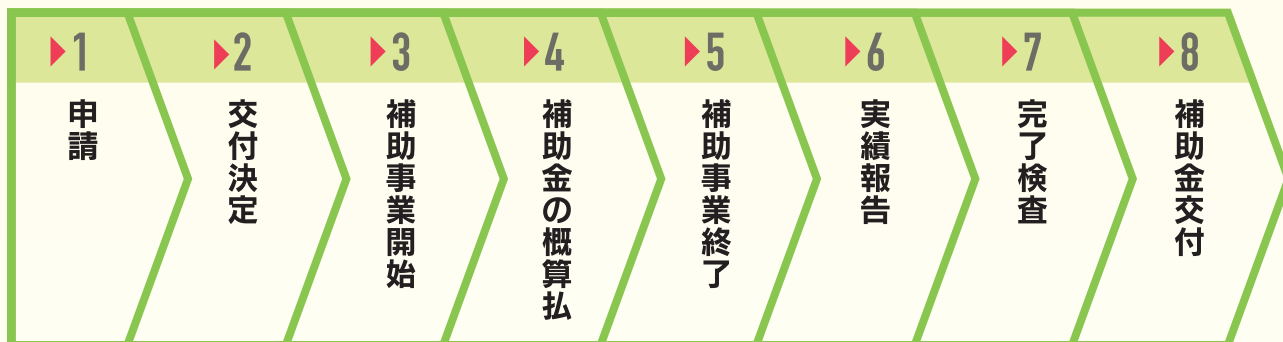 1
申請
2
交付決定
3
補助事業開始
4
補助金の概算払
5
補助事業終了
6
実績報告
7
完了検査
8
補助金交付